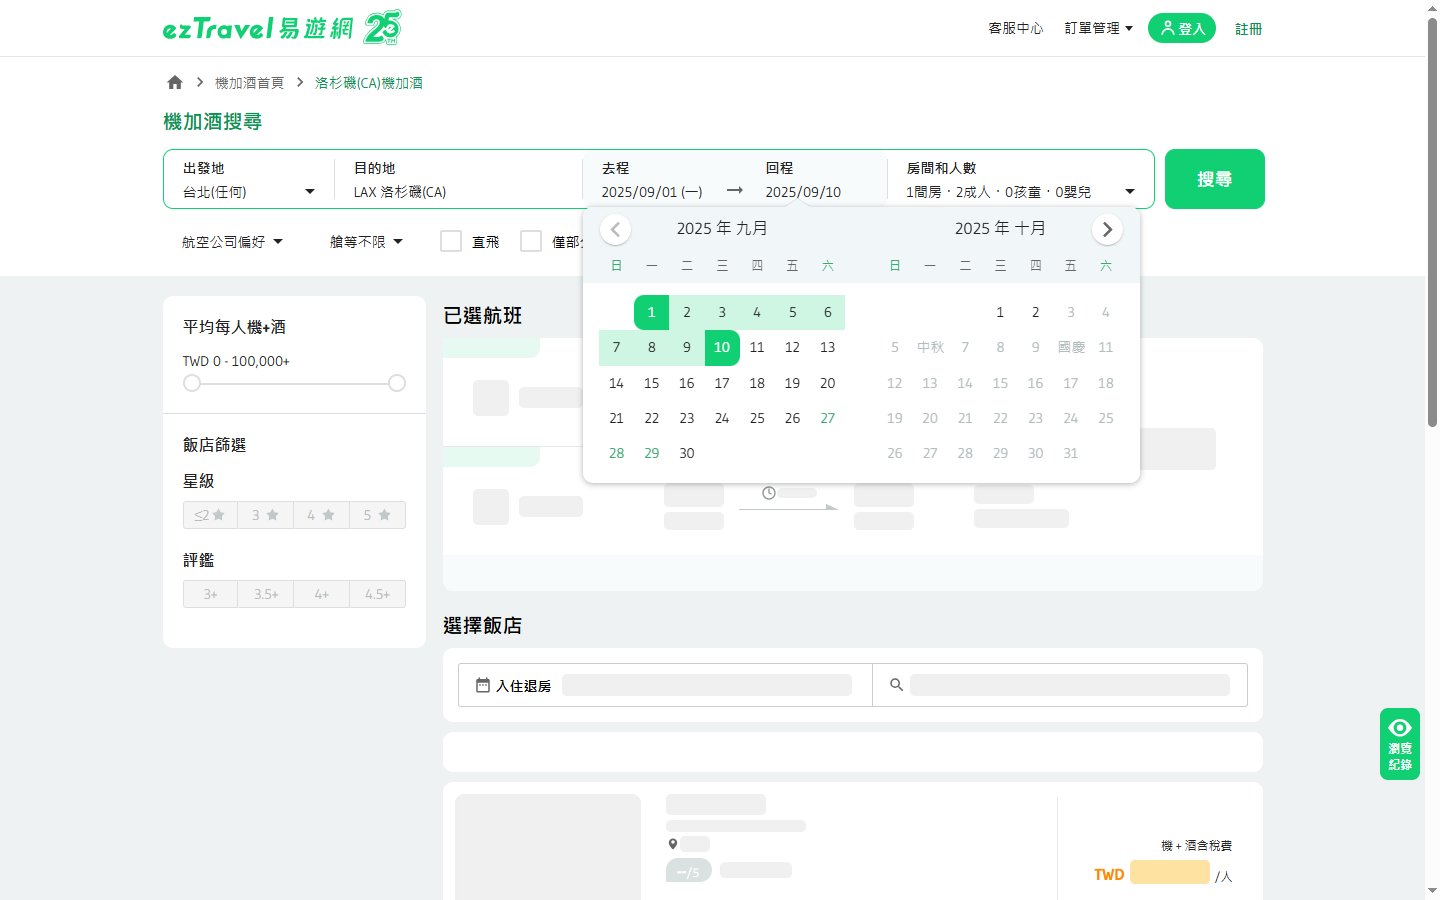 ezTravel 易遊網 25TH
客服中心 訂單管理 登入 註冊
機加酒首頁 洛杉磯(CA)機加酒
機加酒搜尋
出發地 目的地 去程 回程 房間和人數
台北(任何) LAX 洛杉磯(CA) 2025/09/01 (一) 2025/09/10 1間房・2成人・0孩童・0嬰兒
搜尋
航空公司偏好 艙等不限 直飛
2025 年 九月
日 一 二 三 四 五 六
1 2 3 4 5 6
7 8 9 10 11 12 13
14 15 16 17 18 19 20
21 22 23 24 25 26 27
28 29 30
2025 年 十月
日 一 二 三 四 五 六
1 2 3 4
5 中秋 7 8 9 國慶 11
12 13 14 15 16 17 18
19 20 21 22 23 24 25
26 27 28 29 30 31
平均每人機+酒
TWD 0 - 100,000+
飯店篩選
星級
≤2 3 4 5
評鑑
3+ 3.5+ 4+ 4.5+
已選航班
選擇飯店
入住退房
--/5
機 + 酒含稅費
TWD /人
瀏覽
紀錄